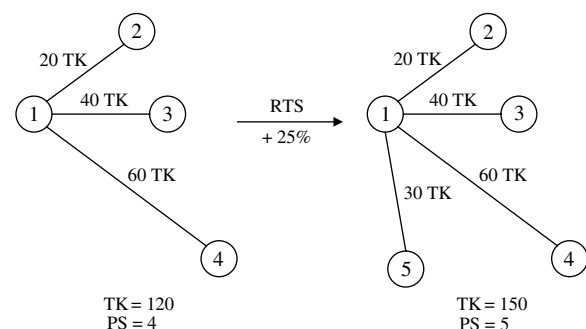 2
20 TK
1
40 TK
3
60 TK
4
TK = 120
PS = 4
RTS
+ 25%
2
20 TK
1
40 TK
3
60 TK
30 TK
4
5
TK = 150
PS = 5